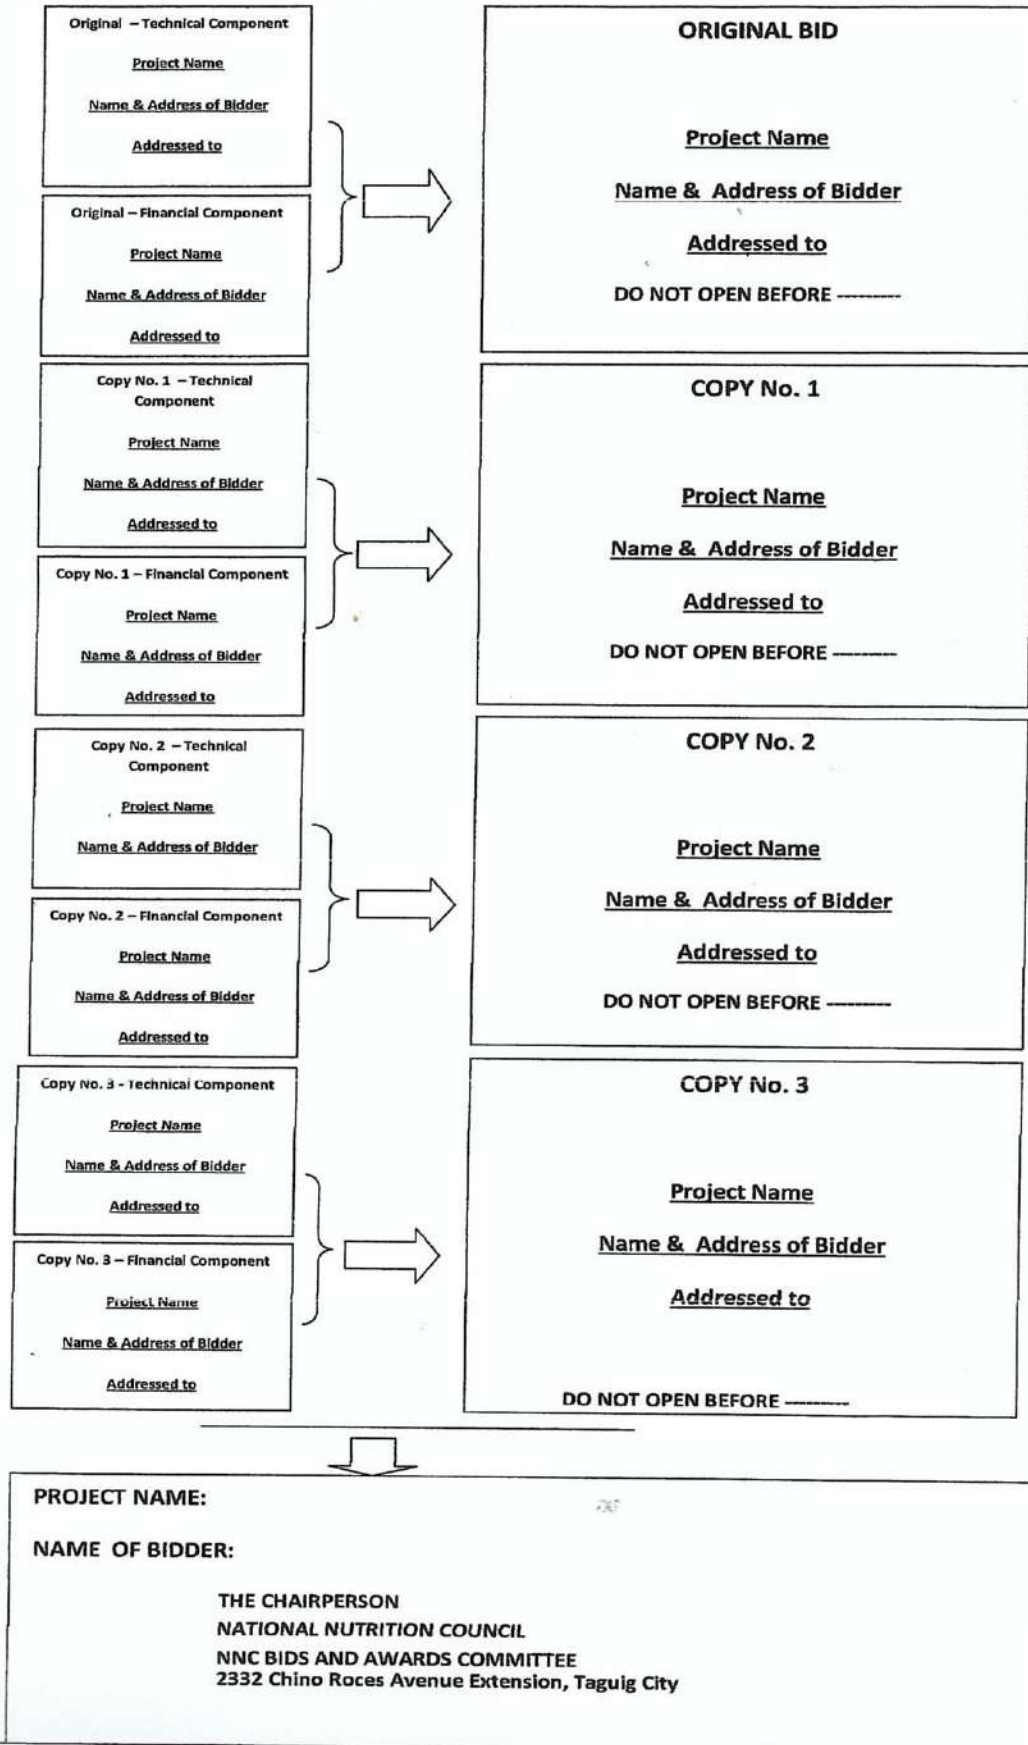 Original – Technical Component
Project Name
Name & Address of Bidder
Addressed to
Original – Financial Component
Project Name
Name & Address of Bidder
Addressed to
ORIGINAL BID
Project Name
Name & Address of Bidder
Addressed to
DO NOT OPEN BEFORE ---------
Copy No. 1 – Technical
Component
Project Name
Name & Address of Bidder
Addressed to
Copy No. 1 – Financial Component
Project Name
Name & Address of Bidder
Addressed to
COPY No. 1
Project Name
Name & Address of Bidder
Addressed to
DO NOT OPEN BEFORE ---------
Copy No. 2 – Technical
Component
Project Name
Name & Address of Bidder
Copy No. 2 – Financial Component
Project Name
Name & Address of Bidder
Addressed to
COPY No. 2
Project Name
Name & Address of Bidder
Addressed to
DO NOT OPEN BEFORE ---------
Copy No. 3 - Technical Component
Project Name
Name & Address of Bidder
Addressed to
Copy No. 3 – Financial Component
Project Name
Name & Address of Bidder
Addressed to
COPY No. 3
Project Name
Name & Address of Bidder
Addressed to
DO NOT OPEN BEFORE ---------
PROJECT NAME:
NAME OF BIDDER:
THE CHAIRPERSON
NATIONAL NUTRITION COUNCIL
NNC BIDS AND AWARDS COMMITTEE
2332 Chino Roces Avenue Extension, Taguig City